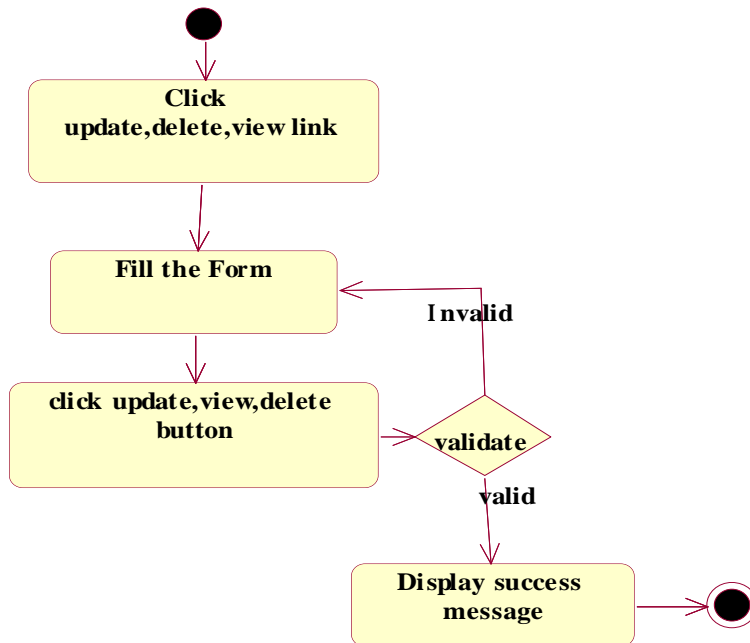 Click
update,delete,view link
Fill the Form
Invalid
click update,view,delete
button
validate
valid
Display success
message